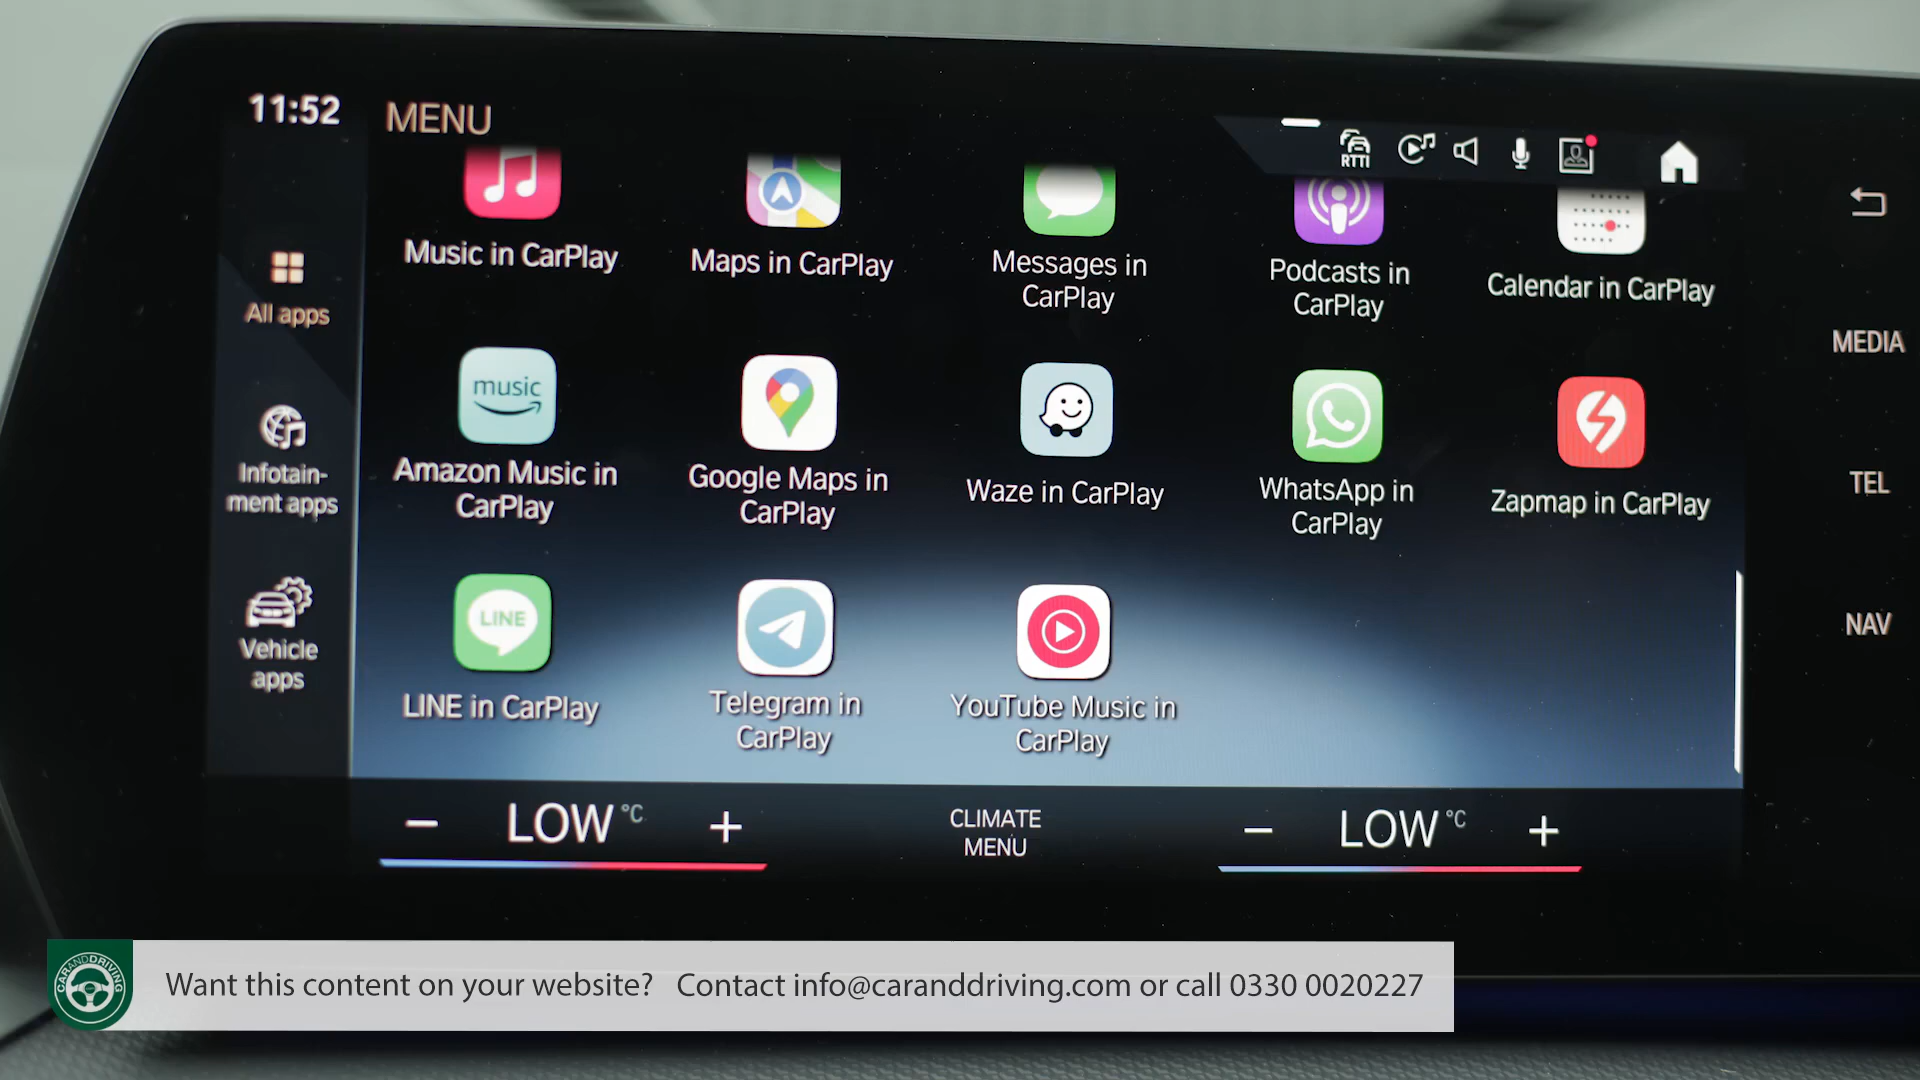 11:52
MENU
RTTI
Music in CarPlay
Maps in CarPlay
Messages in
CarPlay
Podcasts in
CarPlay
Calendar in CarPlay
MEDIA
All apps
music
Amazon Music in
CarPlay
Google Maps in
CarPlay
Waze in CarPlay
WhatsApp in
CarPlay
Zapmap in CarPlay
TEL
Infotain-
ment apps
LINE
LINE in CarPlay
Telegram in
CarPlay
YouTube Music in
CarPlay
NAV
Vehicle
apps
− LOW °C +
CLIMATE
MENU
− LOW °C +
CARANDDRIVING
Want this content on your website? Contact info@caranddriving.com or call 0330 0020227